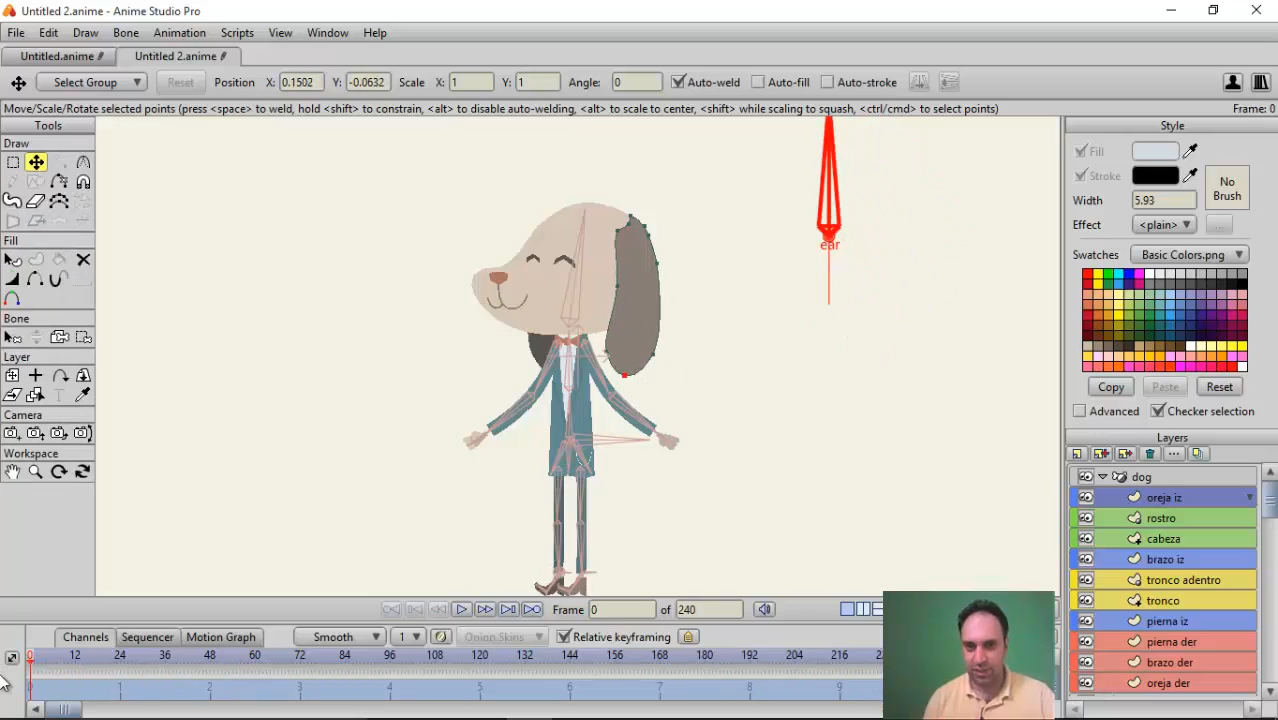 Untitled 2.anime - Anime Studio Pro
File Edit Draw Bone Animation Scripts View Window Help
Untitled.anime Untitled 2.anime
Select Group Reset Position X: 0.1502 Y: -0.0632 Scale X: 1 Y: 1 Angle: 0 Auto-weld Auto-fill Auto-stroke
Move/Scale/Rotate selected points (press <space> to weld, hold <shift> to constrain, <alt> to disable auto-welding, <alt> to scale to center, <shift> while scaling to squash, <ctrl/cmd> to select points) Frame: 0
Tools
Draw
Fill
Bone
Layer
Camera
Workspace
ear
Style
Fill
Stroke
No Brush
Width 5.93
Effect <plain> ...
Swatches Basic Colors.png
Copy Paste Reset
Advanced Checker selection
Layers
dog
oreja iz
rostro
cabeza
brazo iz
tronco adentro
tronco
pierna iz
pierna der
brazo der
oreja der
Frame 0 of 240
Channels Sequencer Motion Graph Smooth 1 Onion Skins Relative keyframing
0 12 24 36 48 60 72 84 96 108 120 132 144 156 168 180 192 204 216
0 1 2 3 4 5 6 7 8 9